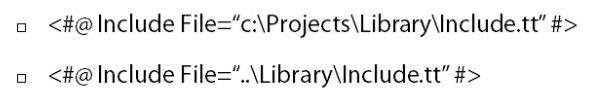 □ <#@ Include File=“c:\Projects\Library\Include.tt” #>
□ <#@ Include File=“..\Library\Include.tt” #>